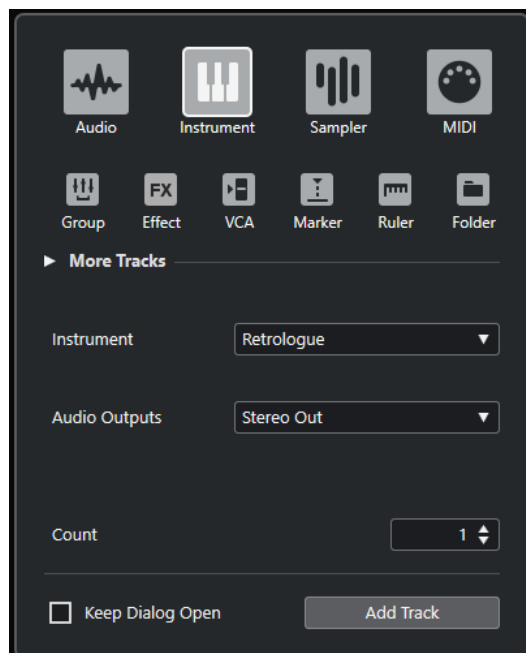 Audio Instrument Sampler MIDI
FX
Group Effect VCA Marker Ruler Folder
More Tracks
Instrument Retrologue
Audio Outputs Stereo Out
Count 1
Keep Dialog Open Add Track